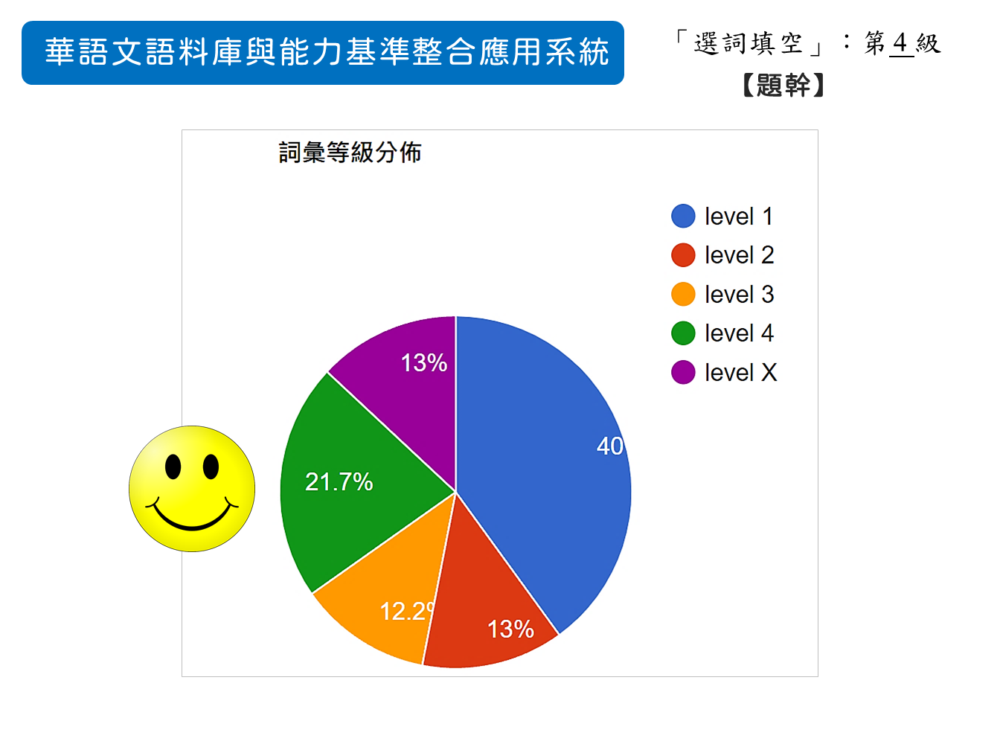 華語文語料庫與能力基準整合應用系統
「選詞填空」：第4級
【題幹】
詞彙等級分佈
level 1
level 2
level 3
level 4
level X
13%
40
21.7%
12.2%
13%